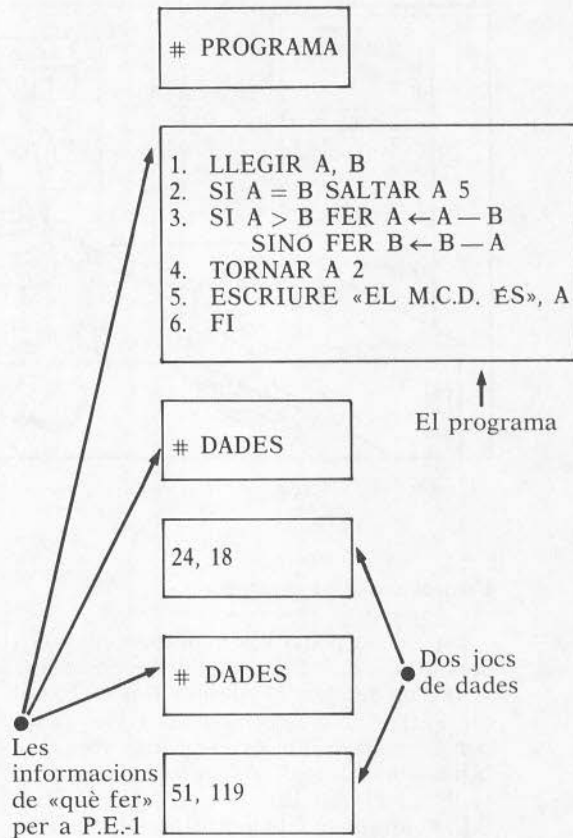 # PROGRAMA
1. LLEGIR A, B
2. SI A = B SALTAR A 5
3. SI A > B FER A ← A — B
SINÓ FER B ← B — A
4. TORNAR A 2
5. ESCRIURE «EL M.C.D. ÉS», A
6. FI
El programa
# DADES
24, 18
# DADES
Dos jocs
de dades
51, 119
Les
informacions
de «què fer»
per a P.E.-1